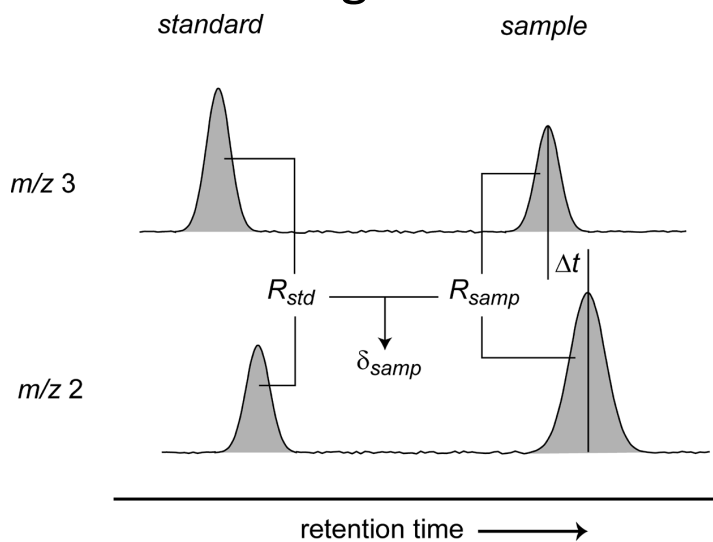 standard sample
m/z 3
Δt
R_std R_samp
δ_samp
m/z 2
retention time